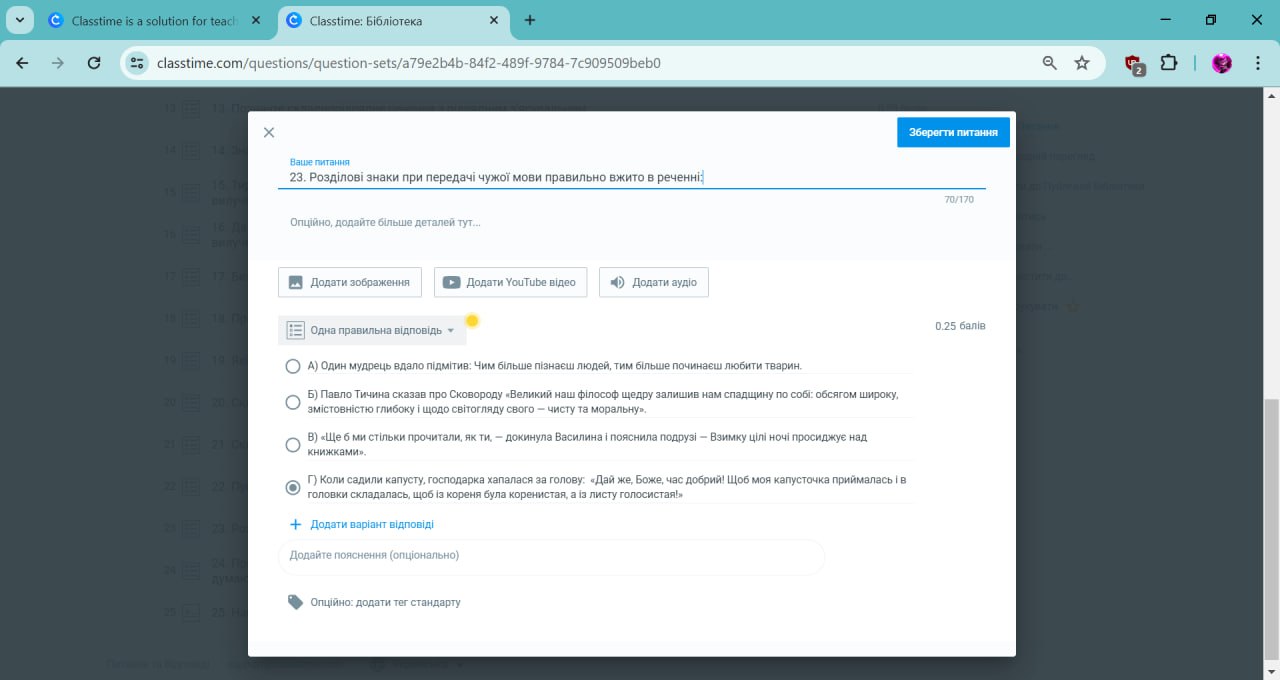 Classtime is a solution for teach
Classtime: Бібліотека
classtime.com/questions/question-sets/a79e2b4b-84f2-489f-9784-7c909509beb0
2
Зберегти питання
Ваше питання
23. Розділові знаки при передачі чужої мови правильно вжито в реченні:
70/170
Опційно, додайте більше деталей тут...
Додати зображення
Додати YouTube відео
Додати аудіо
Одна правильна відповідь
0.25 балів
А) Один мудрець вдало підмітив: Чим більше пізнаєш людей, тим більше починаєш любити тварин.
Б) Павло Тичина сказав про Сковороду «Великий наш філософ щедру залишив нам спадщину по собі: обсягом широку,
змістовністю глибоку і щодо світогляду свого — чисту та моральну».
В) «Ще б ми стільки прочитали, як ти, — докинула Василина і пояснила подрузі — Взимку цілі ночі просиджує над
книжками».
Г) Коли садили капусту, господарка хапалася за голову:  «Дай же, Боже, час добрий! Щоб моя капусточка приймалась і в
головки складалась, щоб із кореня була коренистая, а із листу голосистая!»
Додати варіант відповіді
Додайте пояснення (опціонально)
Опційно: додати тег стандарту